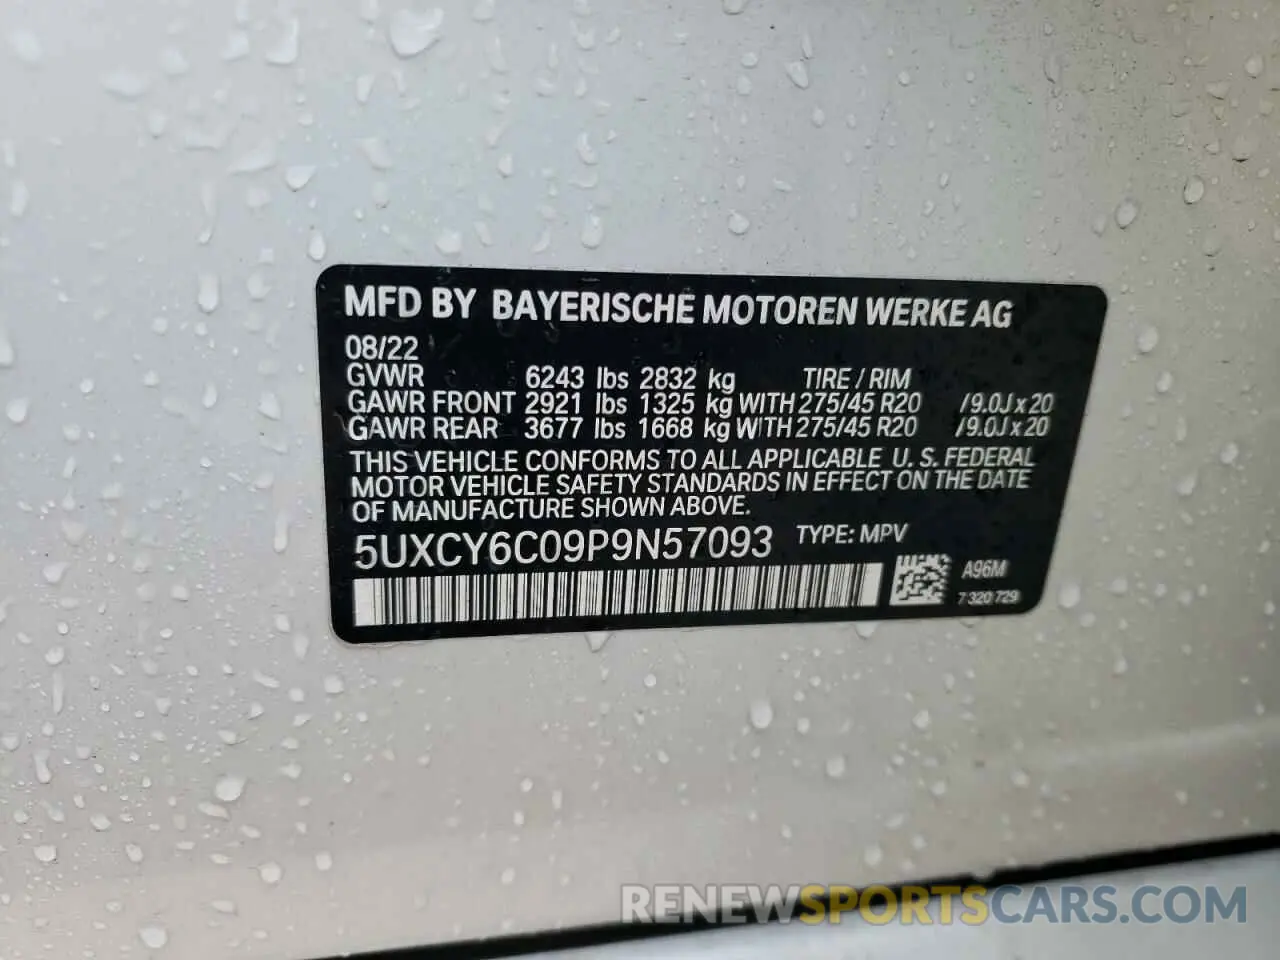 MFD BY BAYERISCHE MOTOREN WERKE AG
08/22
GVWR 6243 lbs 2832 kg TIRE / RIM
GAWR FRONT 2921 lbs 1325 kg WITH 275/45 R20 /9.0J x 20
GAWR REAR 3677 lbs 1668 kg WITH 275/45 R20 /9.0J x 20
THIS VEHICLE CONFORMS TO ALL APPLICABLE U. S. FEDERAL
MOTOR VEHICLE SAFETY STANDARDS IN EFFECT ON THE DATE
OF MANUFACTURE SHOWN ABOVE.
5UXCY6C09P9N57093 TYPE: MPV
A96M
7 320 729
RENEWSPORTSCARS.COM